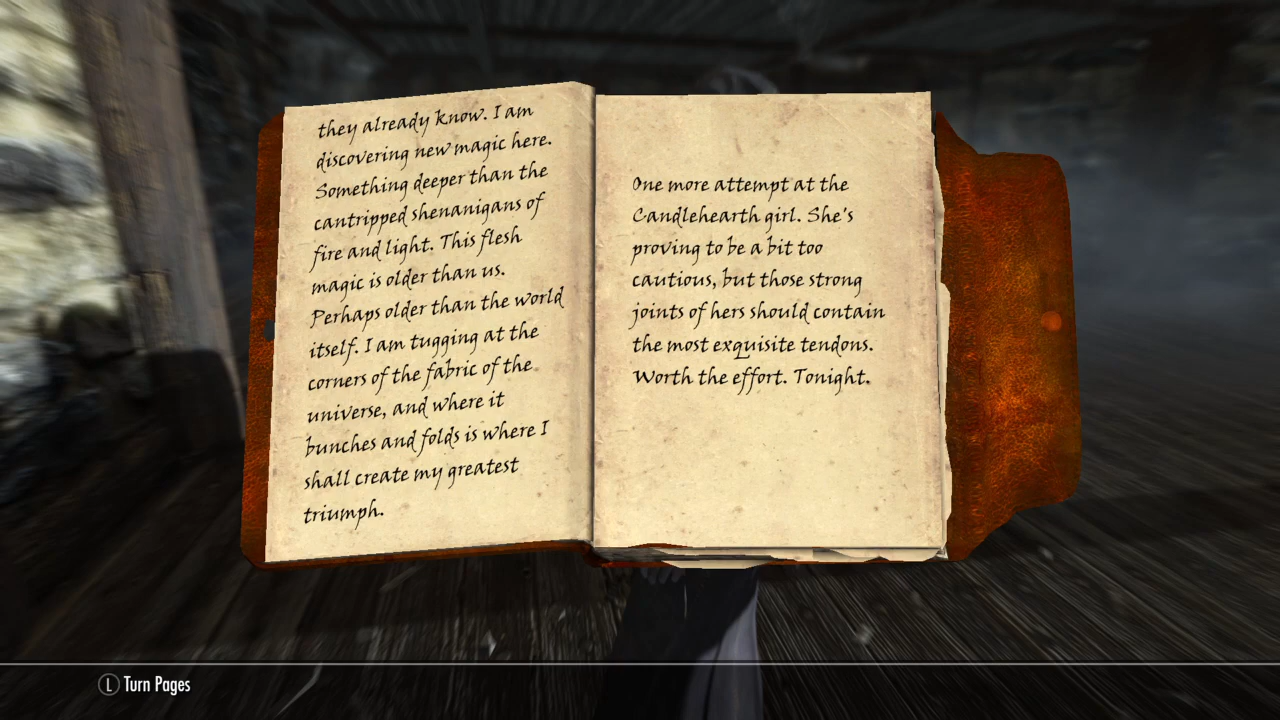 they already know. I am
discovering new magic here.
Something deeper than the
cantripped shenanigans of
fire and light. This flesh
magic is older than us.
Perhaps older than the world
itself. I am tugging at the
corners of the fabric of the
universe, and where it
bunches and folds is where I
shall create my greatest
triumph.
One more attempt at the
Candlehearth girl. She's
proving to be a bit too
cautious, but those strong
joints of hers should contain
the most exquisite tendons.
Worth the effort. Tonight.
L Turn Pages